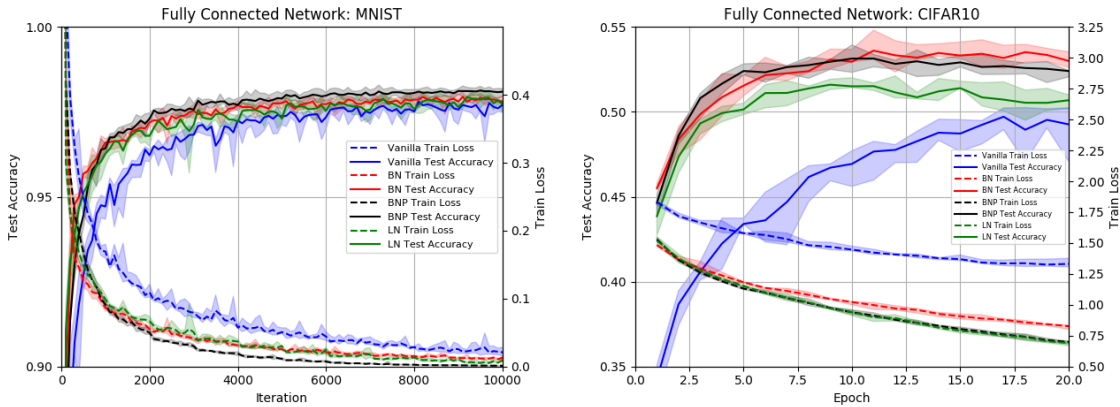 Fully Connected Network: MNIST
1.00
0.95
0.90
Test Accuracy
0.4
0.3
0.2
0.1
0.0
Train Loss
Vanilla Train Loss
Vanilla Test Accuracy
BN Train Loss
BN Test Accuracy
BNP Train Loss
BNP Test Accuracy
LN Train Loss
LN Test Accuracy
0 2000 4000 6000 8000 10000
Iteration
Fully Connected Network: CIFAR10
0.55
0.50
0.45
0.40
0.35
Test Accuracy
3.25
3.00
2.75
2.50
2.25
2.00
1.75
1.50
1.25
1.00
0.75
0.50
Train Loss
Vanilla Train Loss
Vanilla Test Accuracy
BN Train Loss
BN Test Accuracy
BNP Train Loss
BNP Test Accuracy
LN Train Loss
LN Test Accuracy
0.0 2.5 5.0 7.5 10.0 12.5 15.0 17.5 20.0
Epoch